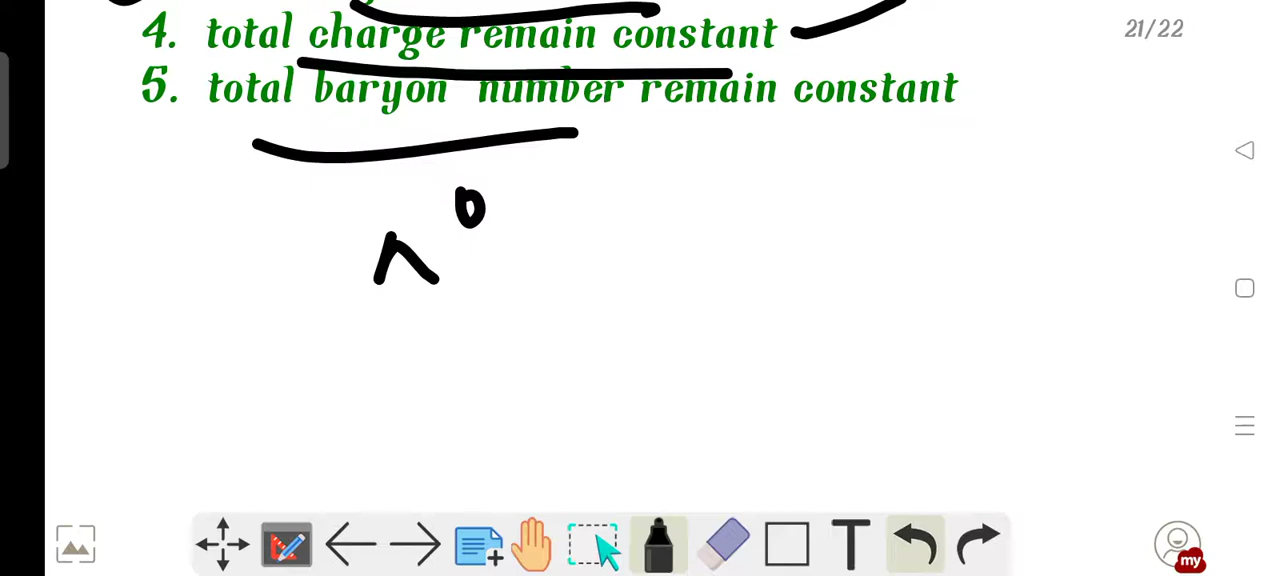 4. total charge remain constant
21/22
5. total baryon number remain constant
Λ⁰
T
my